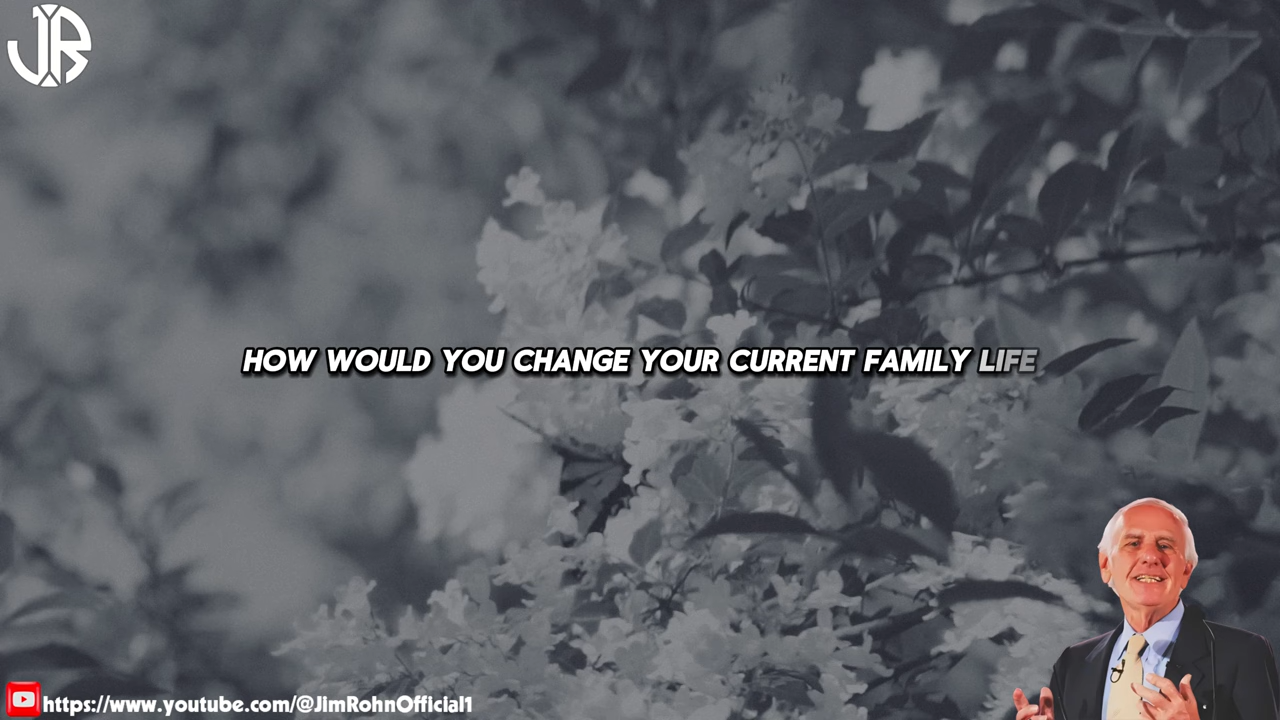 JR
HOW WOULD YOU CHANGE YOUR CURRENT FAMILY LIFE
https://www.youtube.com/@JimRohnOfficial1